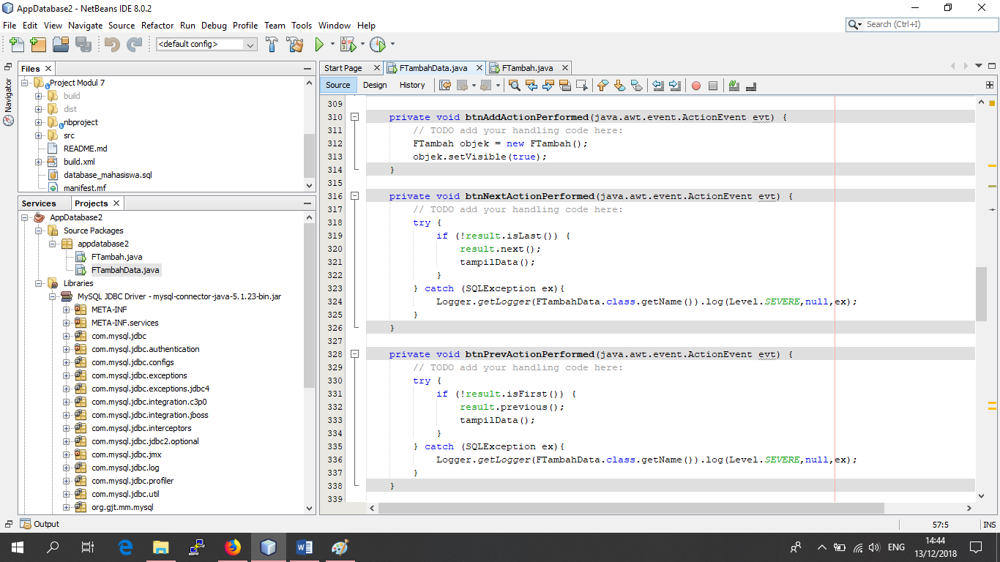 AppDatabase2 - NetBeans IDE 8.0.2
File Edit View Navigate Source Refactor Run Debug Profile Team Tools Window Help
Search (Ctrl+I)
<default config>
Navigator
Files
Project Modul 7
build
dist
nbproject
src
README.md
build.xml
database_mahasiswa.sql
manifest.mf
Services Projects
AppDatabase2
Source Packages
appdatabase2
FTambah.java
FTambahData.java
Libraries
MySQL JDBC Driver - mysql-connector-java-5.1.23-bin.jar
META-INF
META-INF.services
com.mysql.jdbc
com.mysql.jdbc.authentication
com.mysql.jdbc.configs
com.mysql.jdbc.exceptions
com.mysql.jdbc.exceptions.jdbc4
com.mysql.jdbc.integration.c3p0
com.mysql.jdbc.integration.jboss
com.mysql.jdbc.interceptors
com.mysql.jdbc.jdbc2.optional
com.mysql.jdbc.jmx
com.mysql.jdbc.log
com.mysql.jdbc.profiler
com.mysql.jdbc.util
org.gjt.mm.mysql
Start Page FTambahData.java FTambah.java
Source Design History
309
310 private void btnAddActionPerformed(java.awt.event.ActionEvent evt) {
311 // TODO add your handling code here:
312 FTambah objek = new FTambah();
313 objek.setVisible(true);
314 }
315
316 private void btnNextActionPerformed(java.awt.event.ActionEvent evt) {
317 // TODO add your handling code here:
318 try {
319 if (!result.isLast()) {
320 result.next();
321 tampilData();
322 }
323 } catch (SQLException ex){
324 Logger.getLogger(FTambahData.class.getName()).log(Level.SEVERE,null,ex);
325 }
326 }
327
328 private void btnPrevActionPerformed(java.awt.event.ActionEvent evt) {
329 // TODO add your handling code here:
330 try {
331 if (!result.isFirst()) {
332 result.previous();
333 tampilData();
334 }
335 } catch (SQLException ex){
336 Logger.getLogger(FTambahData.class.getName()).log(Level.SEVERE,null,ex);
337 }
338 }
339
Output
57:5 INS
ENG
14:44
13/12/2018